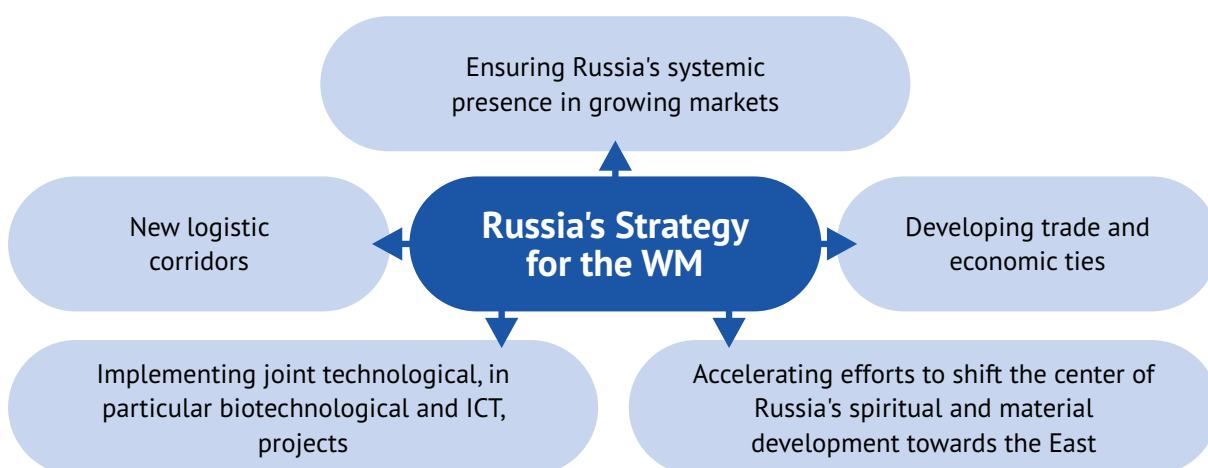 Ensuring Russia's systemic
presence in growing markets
New logistic
corridors
Russia's Strategy
for the WM
Developing trade and
economic ties
Implementing joint technological, in
particular biotechnological and ICT,
projects
Accelerating efforts to shift the center of
Russia's spiritual and material
development towards the East